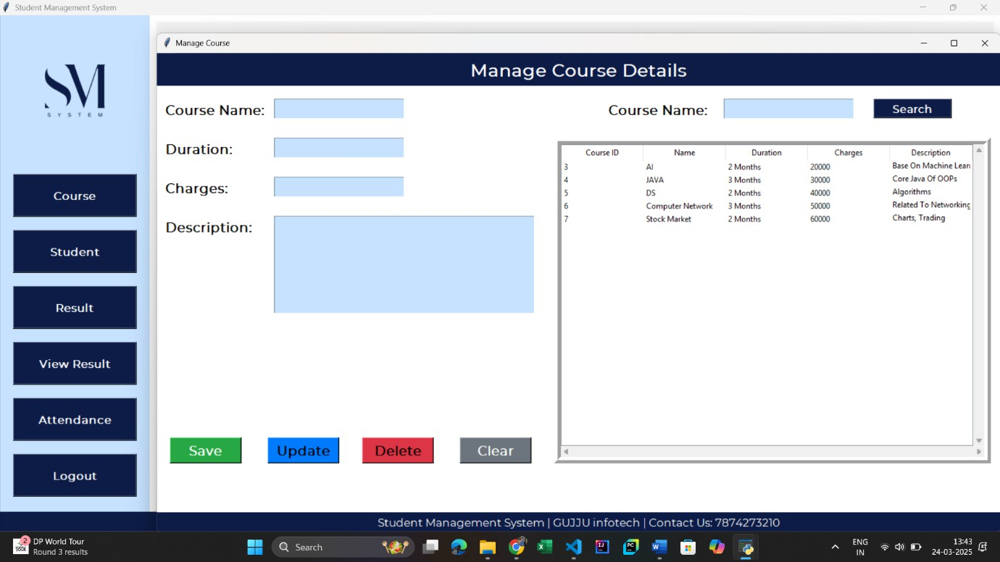 Student Management System
Manage Course
Manage Course Details
SM
SYSTEM
Course
Student
Result
View Result
Attendance
Logout
Course Name:
Duration:
Charges:
Description:
Save Update Delete Clear
Course Name: Search
Course ID Name Duration Charges Description
3 AI 2 Months 20000 Base On Machine Lear
4 JAVA 3 Months 30000 Core Java Of OOPs
5 DS 2 Months 40000 Algorithms
6 Computer Network 3 Months 50000 Related To Networking
7 Stock Market 2 Months 60000 Charts, Trading
Student Management System | GUJJU infotech | Contact Us: 7874273210
2 DP World Tour
Round 3 results
Search
ENG
IN
13:43
24-03-2025